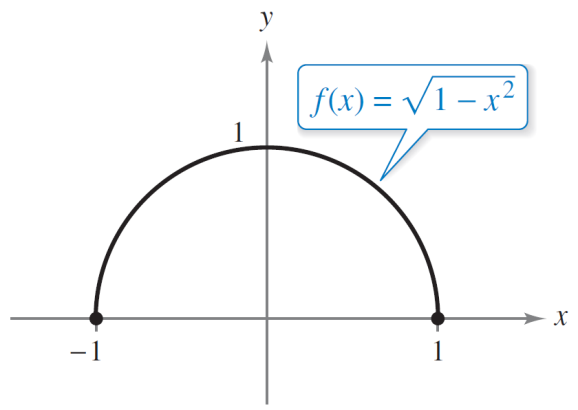 y
f(x) = √(1 − x²)
1
x
−1
1